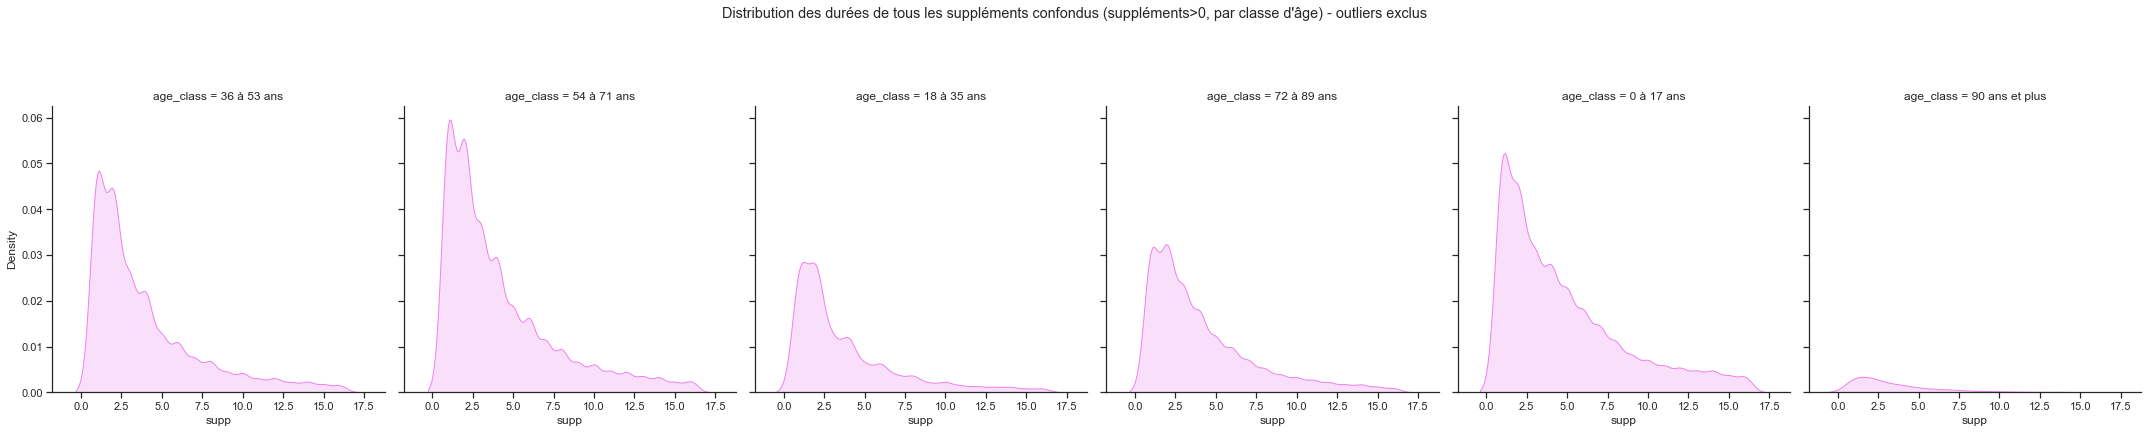 Distribution des durées de tous les suppléments confondus (suppléments>0, par classe d'âge) - outliers exclus
age_class = 36 à 53 ans
age_class = 54 à 71 ans
age_class = 18 à 35 ans
age_class = 72 à 89 ans
age_class = 0 à 17 ans
age_class = 90 ans et plus
Density
0.06
0.05
0.04
0.03
0.02
0.01
0.00
0.0 2.5 5.0 7.5 10.0 12.5 15.0 17.5
supp
0.0 2.5 5.0 7.5 10.0 12.5 15.0 17.5
supp
0.0 2.5 5.0 7.5 10.0 12.5 15.0 17.5
supp
0.0 2.5 5.0 7.5 10.0 12.5 15.0 17.5
supp
0.0 2.5 5.0 7.5 10.0 12.5 15.0 17.5
supp
0.0 2.5 5.0 7.5 10.0 12.5 15.0 17.5
supp